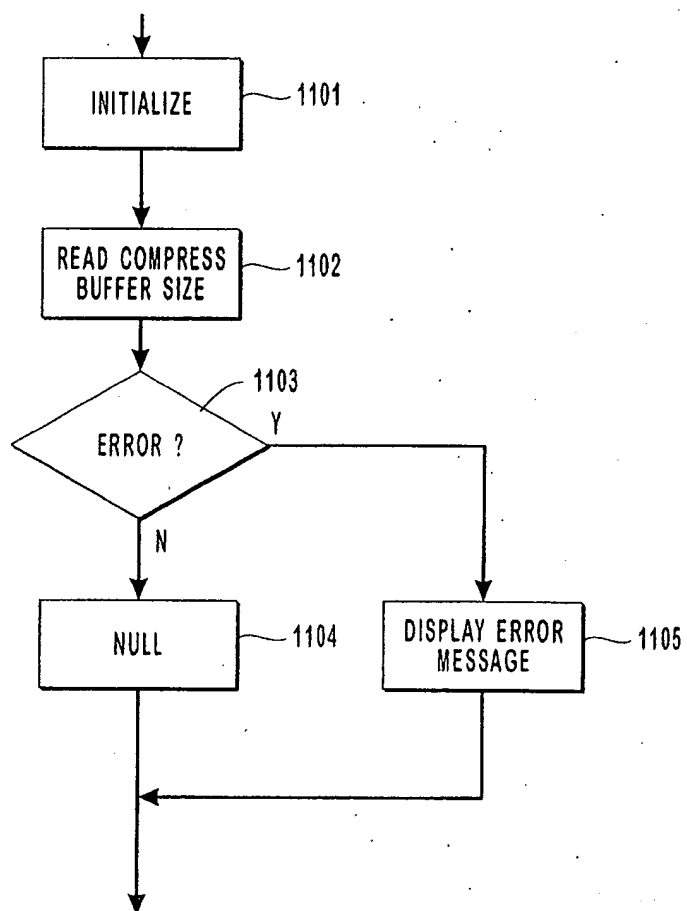 INITIALIZE
1101
READ COMPRESS
BUFFER SIZE
1102
1103
ERROR ?
Y
N
NULL
1104
DISPLAY ERROR
MESSAGE
1105